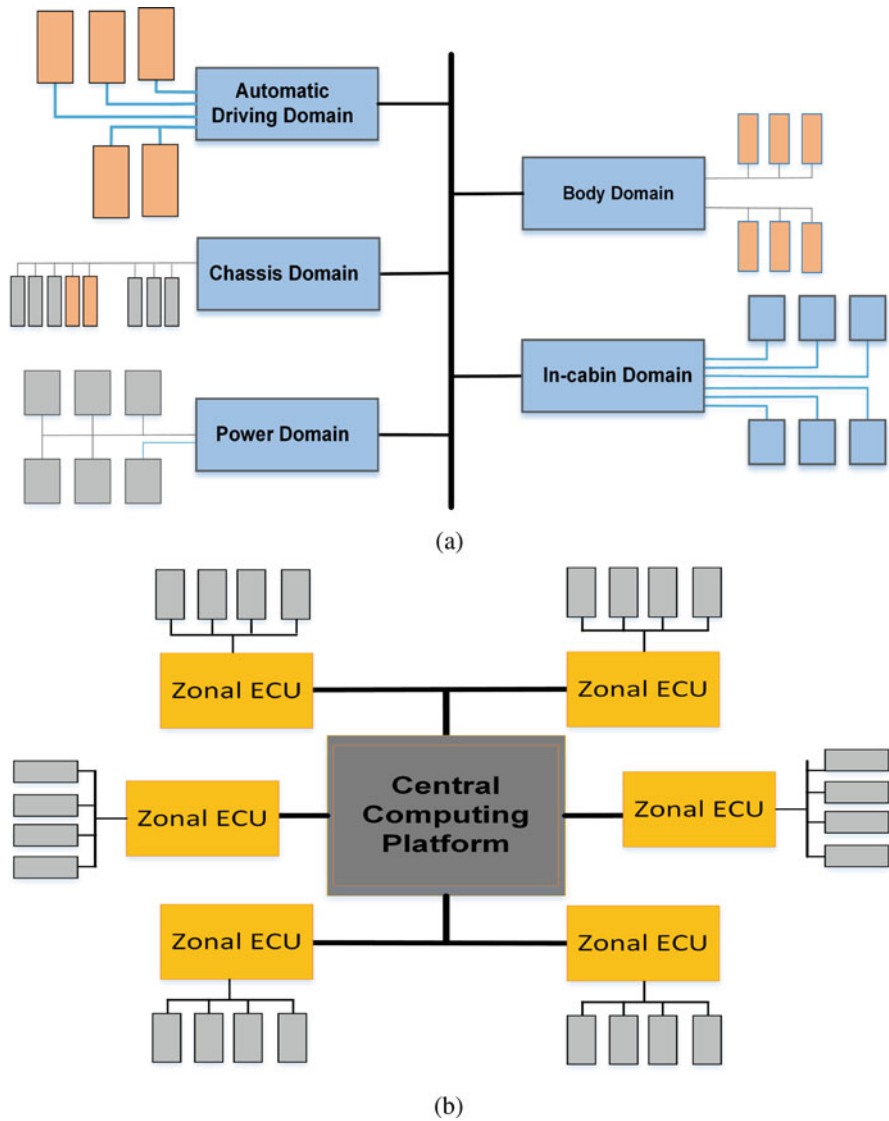 Automatic
Driving Domain
Body Domain
Chassis Domain
In-cabin Domain
Power Domain
(a)
Zonal ECU
Zonal ECU
Zonal ECU
Central
Computing
Platform
Zonal ECU
Zonal ECU
Zonal ECU
(b)